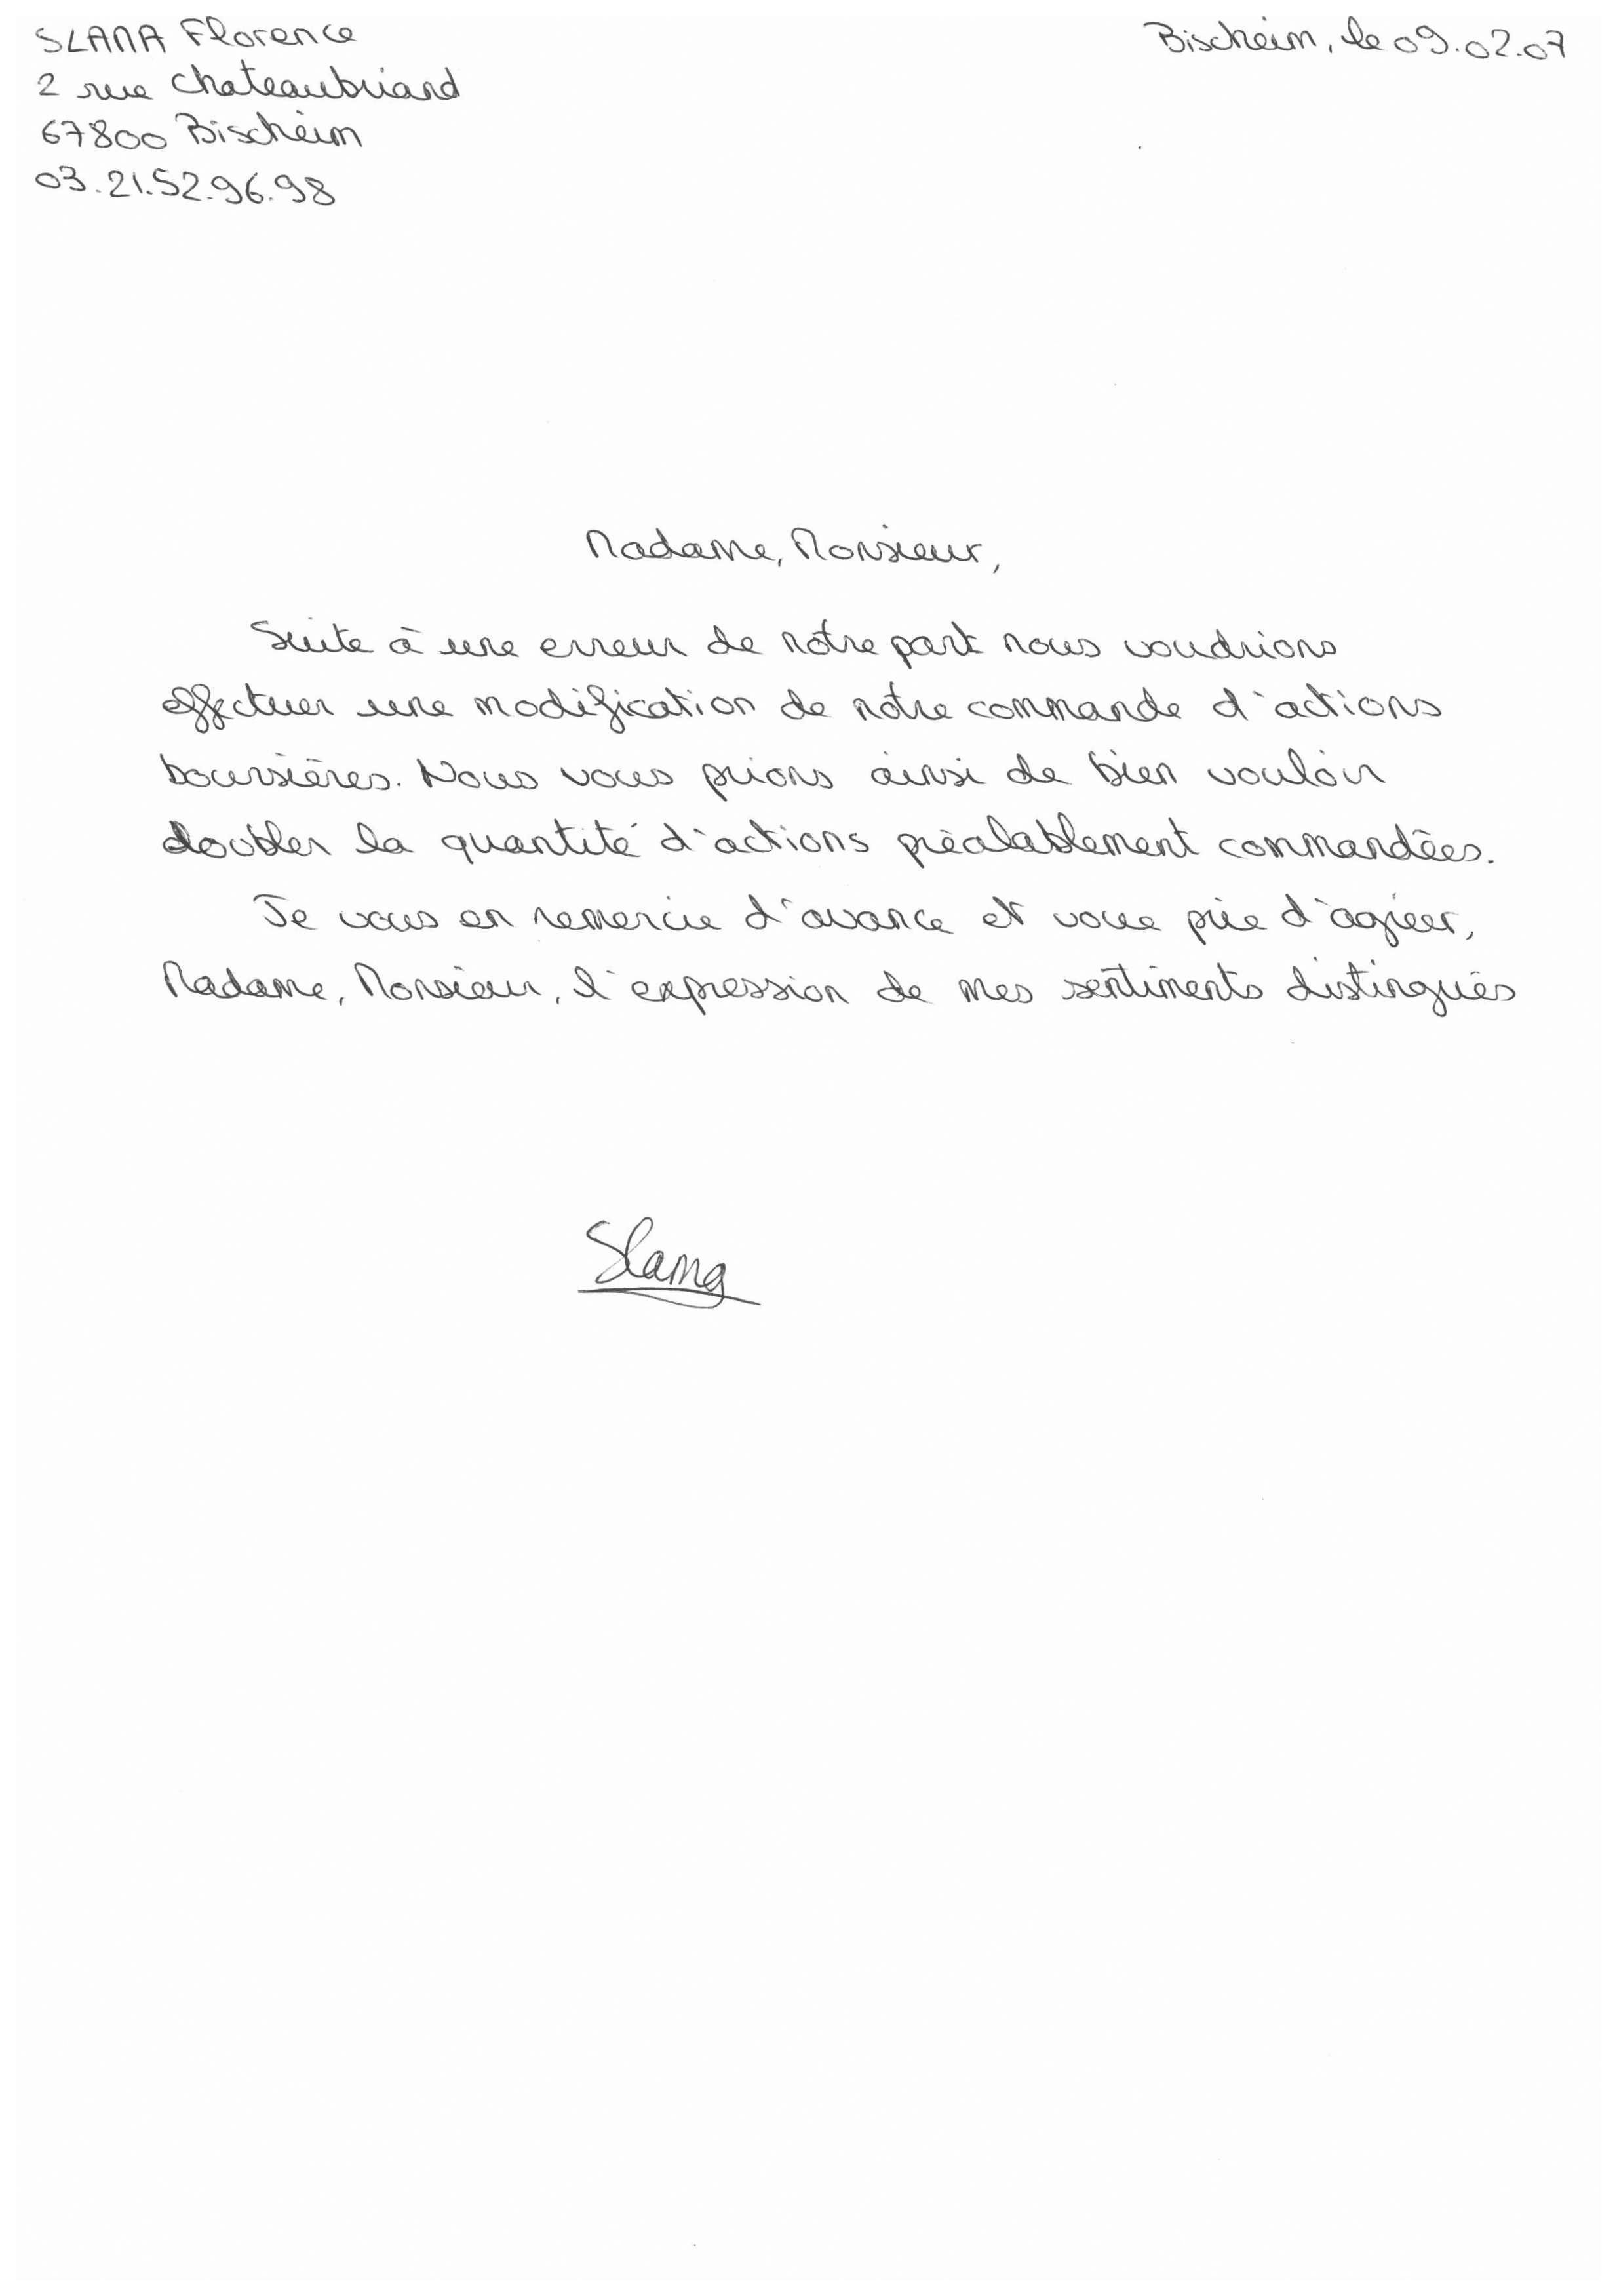 SLAMA Florence
2 rue Chateaubriand
67800 Bischeim
03.21.52.96.98
Bischeim, le 09.02.07
Madame, Monsieur,
Suite à une erreur de notre part nous voudrions
effectuer une modification de notre commande d'actions
boursières. Nous vous prions ainsi de bien vouloir
doubler la quantité d'actions préalablement commandées.
Je vous en remercie d'avance et vous prie d'agréer,
Madame, Monsieur, l'expression de mes sentiments distingués
Slama